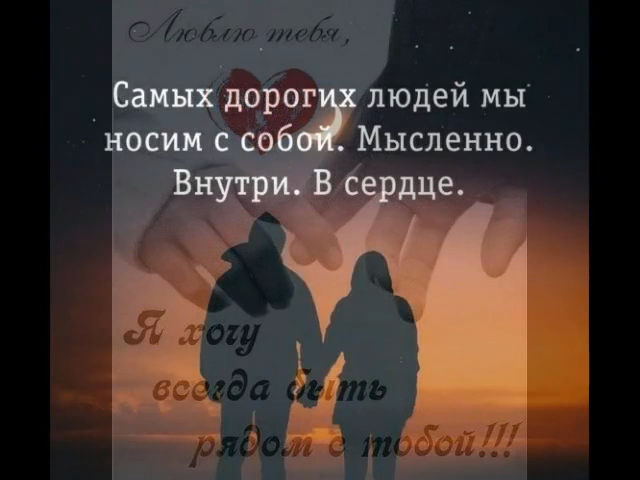 Люблю тебя,
Самых дорогих людей мы
носим с собой. Мысленно.
Внутри. В сердце.
Я хочу
всегда быть
рядом с тобой!!!